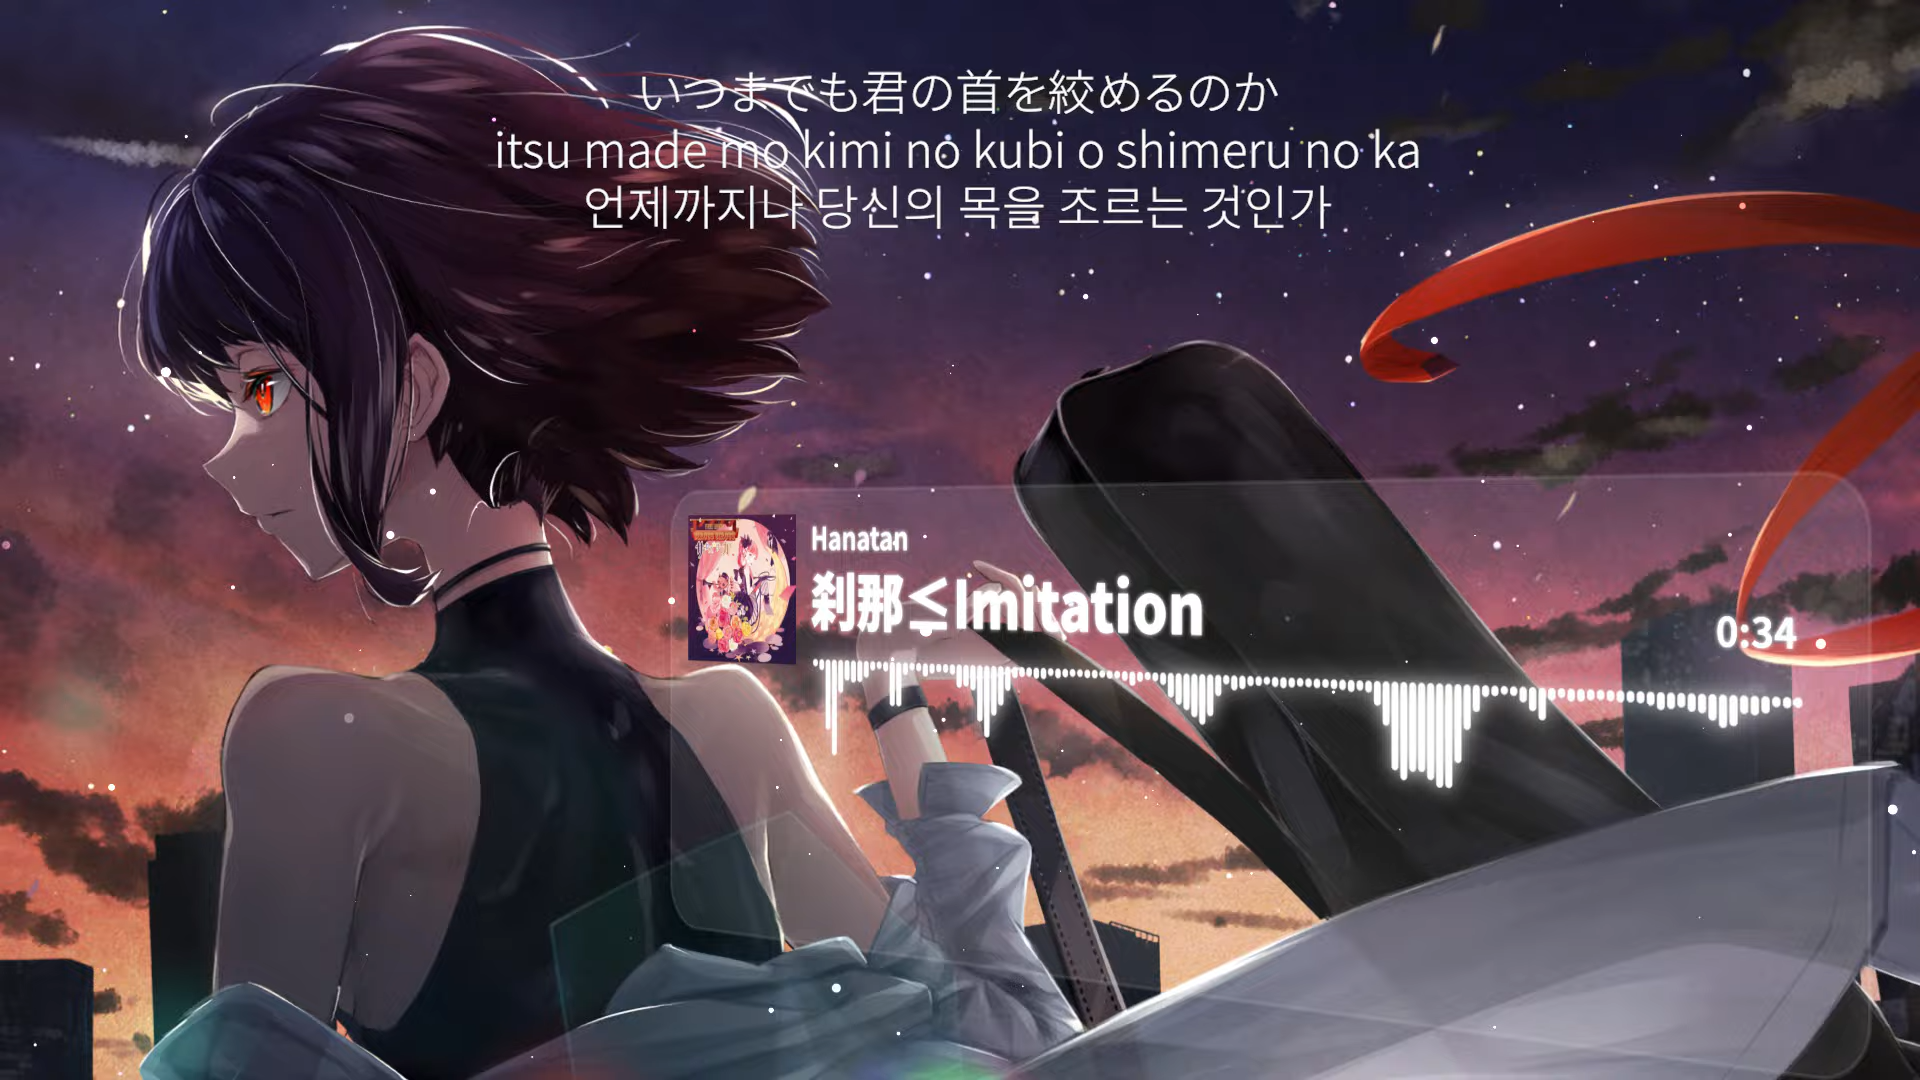 いつまでも君の首を絞めるのか
itsu made mo kimi no kubi o shimeru no ka
언제까지나 당신의 목을 조르는 것인가
Hanatan
刹那≦Imitation
0:34